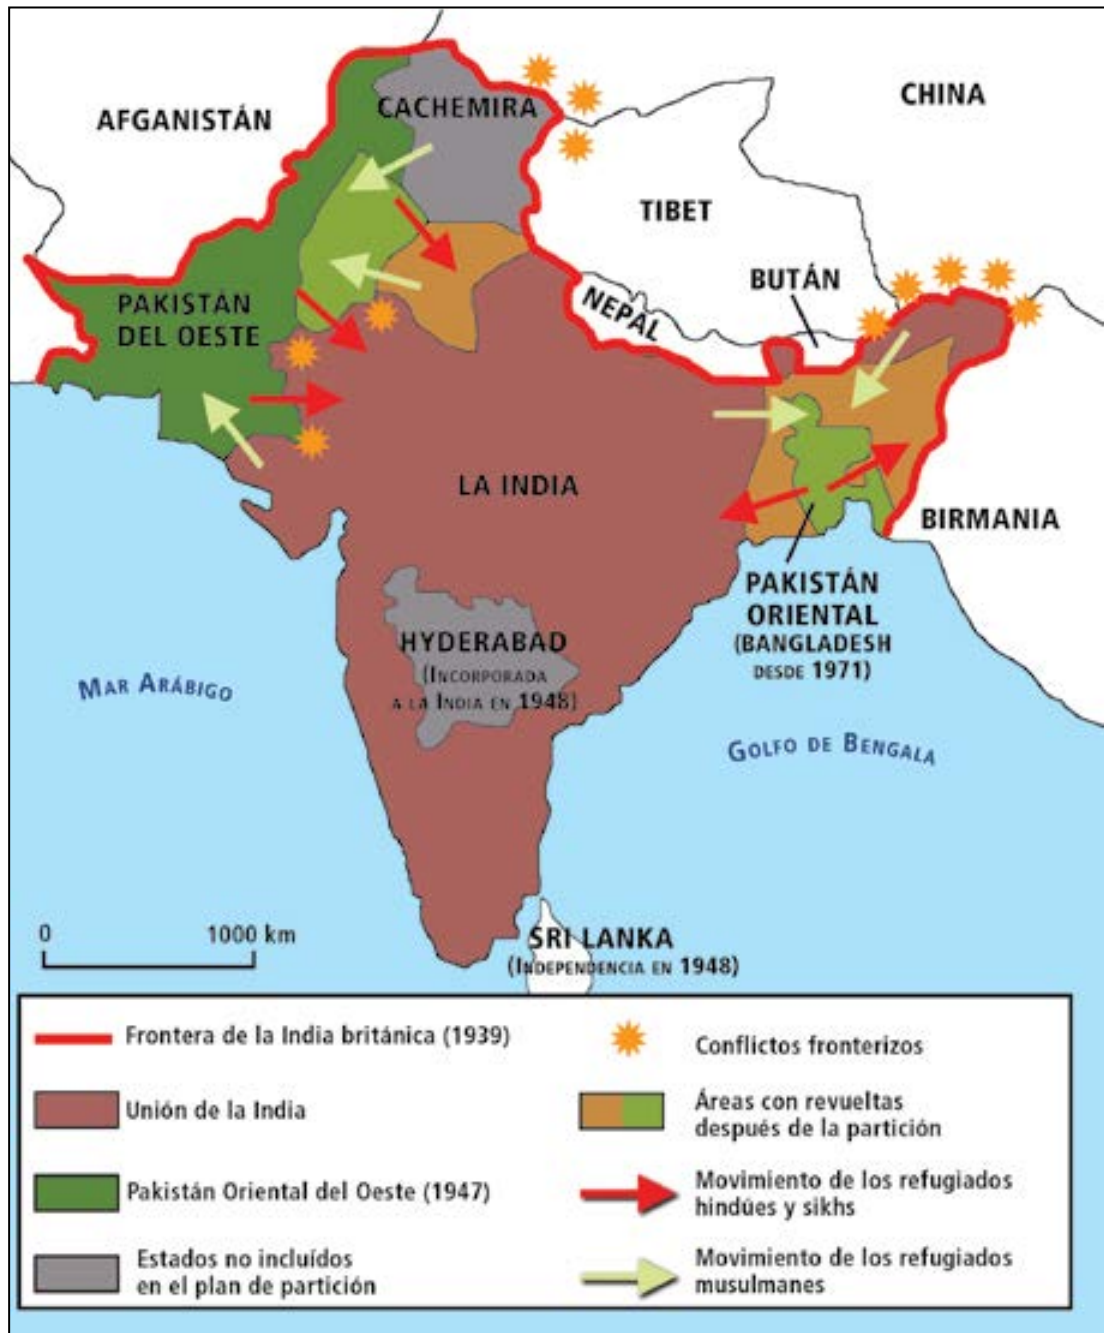 AFGANISTÁN
CACHEMIRA
CHINA
TIBET
BUTÁN
NEPAL
PAKISTÁN
DEL OESTE
LA INDIA
BIRMANIA
PAKISTÁN
ORIENTAL
(BANGLADESH
DESDE 1971)
HYDERABAD
(INCORPORADA
A LA INDIA EN 1948)
MAR ARÁBIGO
GOLFO DE BENGALA
0 1000 km
SRI LANKA
(INDEPENDENCIA EN 1948)
Frontera de la India británica (1939)
Unión de la India
Pakistán Oriental del Oeste (1947)
Estados no incluídos
en el plan de partición
Conflictos fronterizos
Áreas con revueltas
después de la partición
Movimiento de los refugiados
hindúes y sikhs
Movimiento de los refugiados
musulmanes